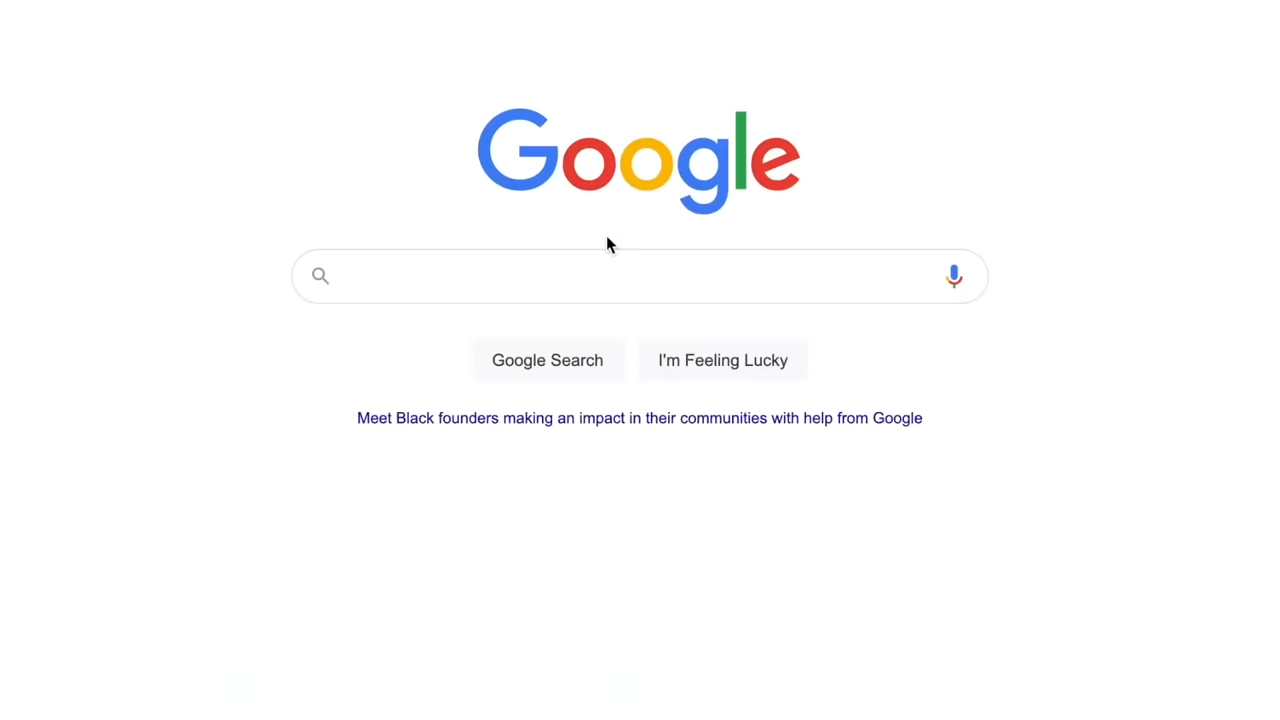 Google
Google Search
I'm Feeling Lucky
Meet Black founders making an impact in their communities with help from Google